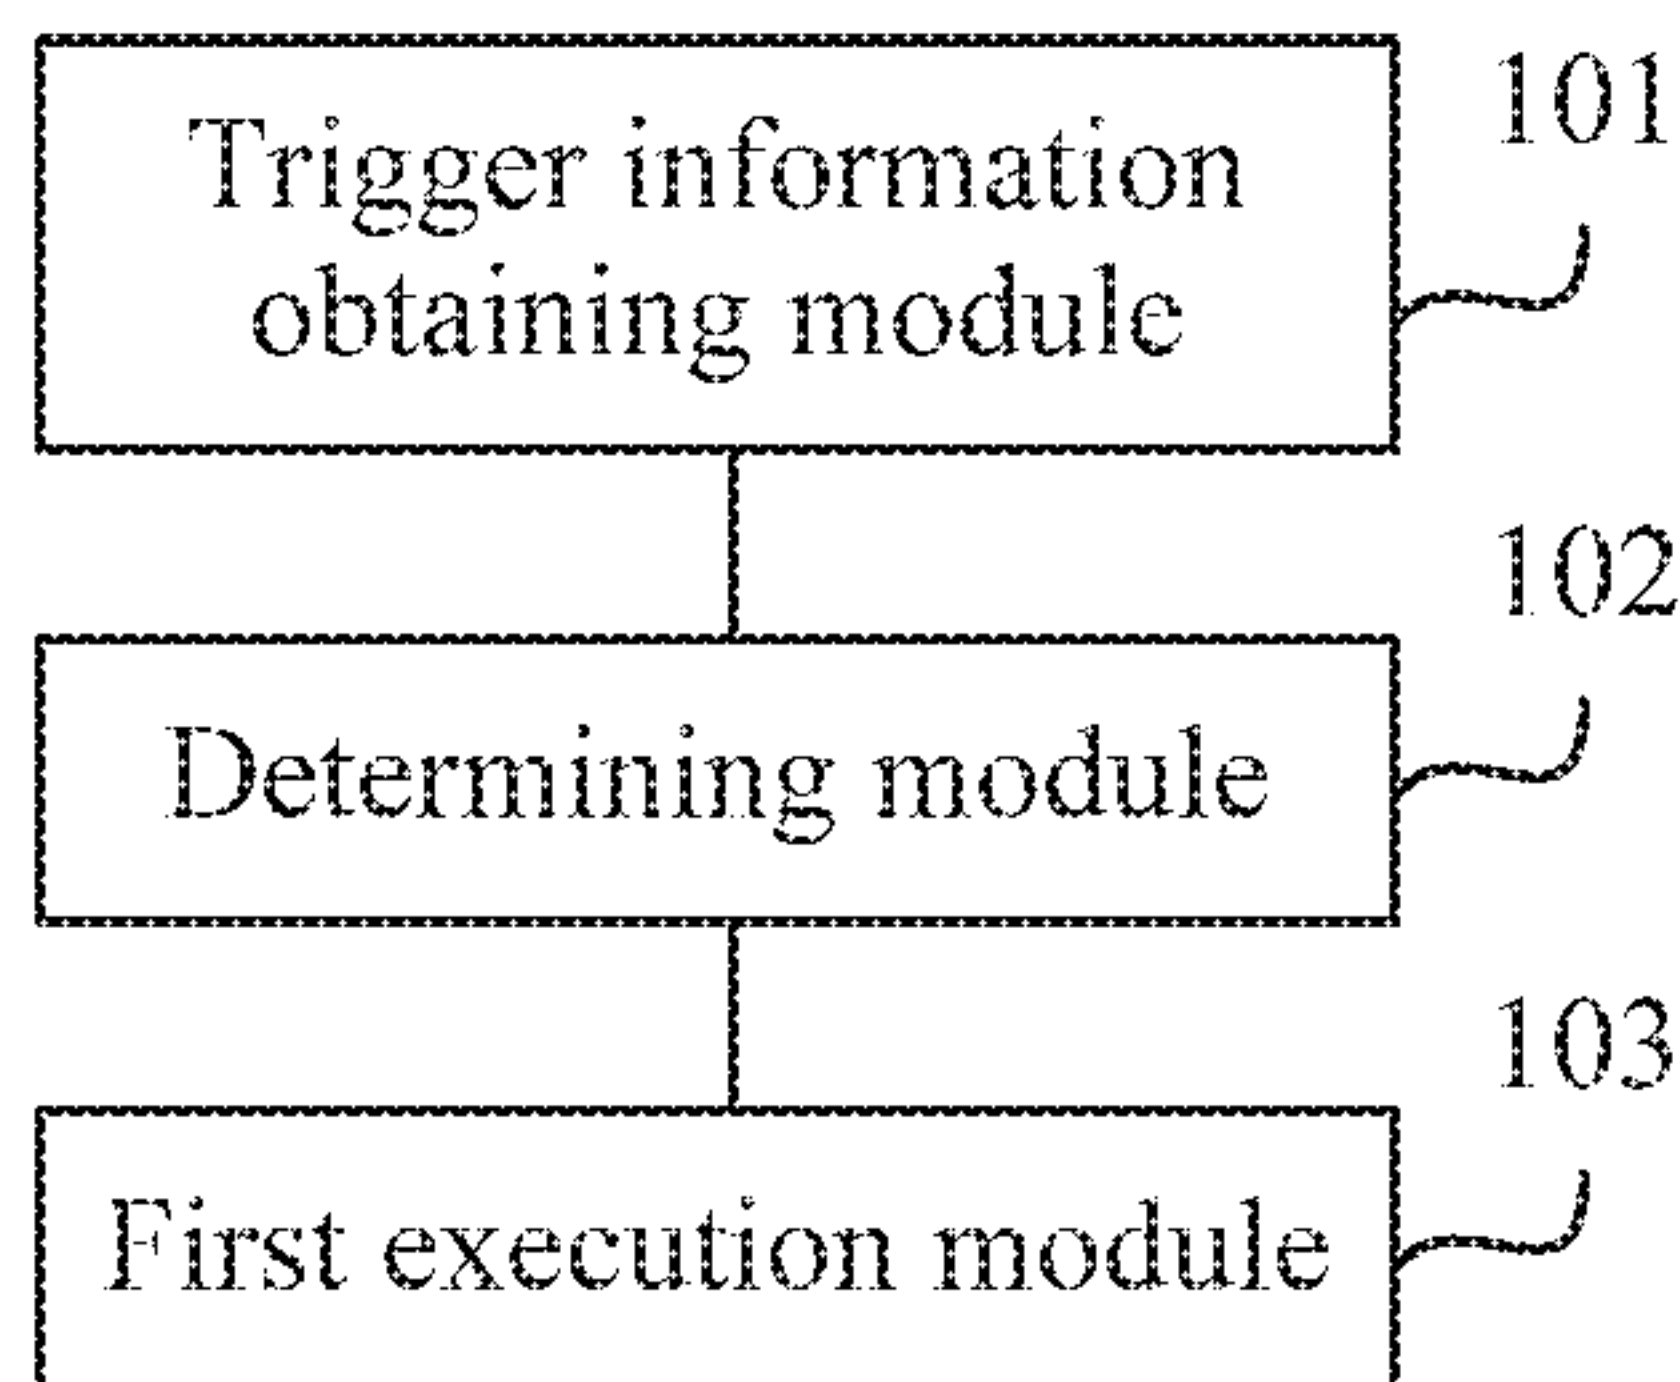 101
Trigger information
obtaining module
102
Determining module
103
First execution module